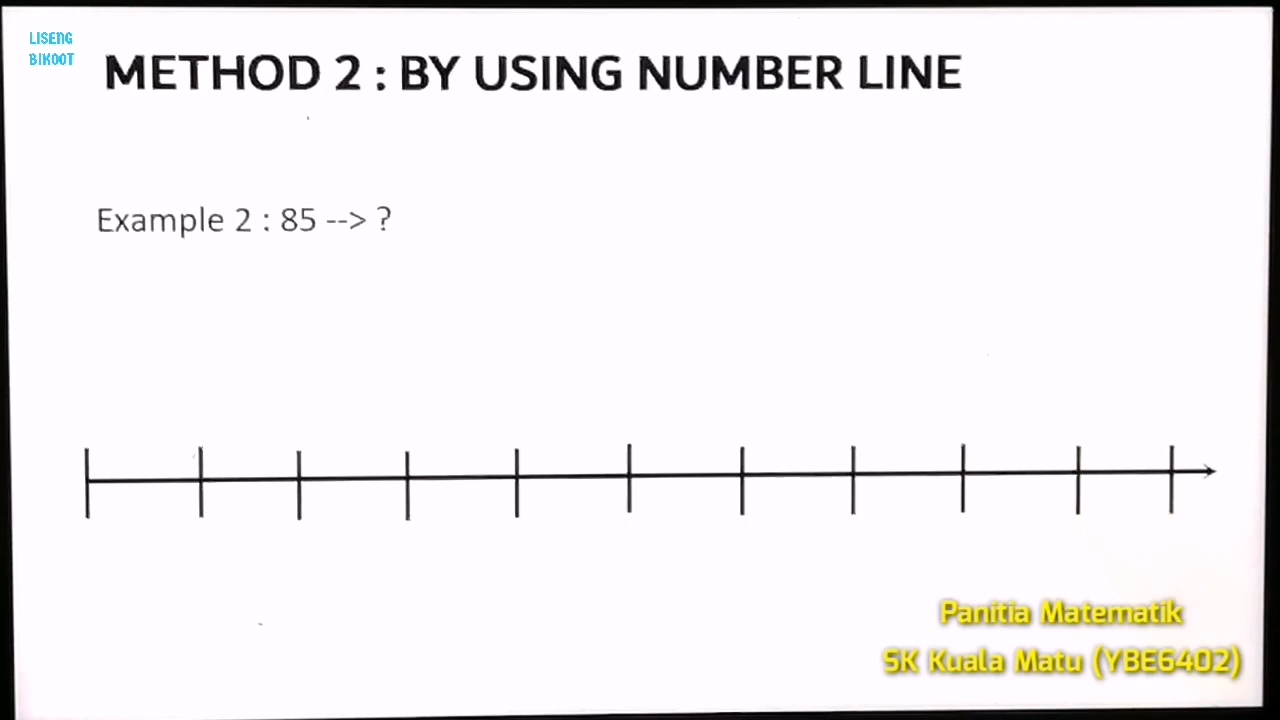 LISENG
BIKOOT
METHOD 2 : BY USING NUMBER LINE
Example 2 : 85 --> ?
Panitia Matematik
SK Kuala Matu (YBE6402)